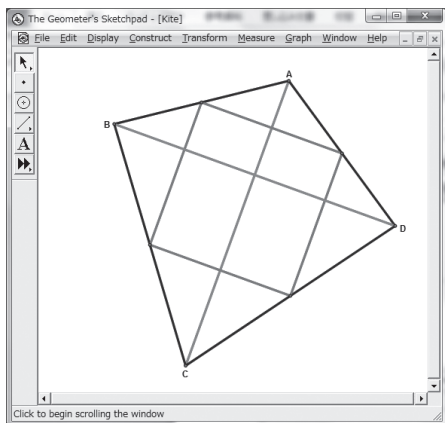 The Geometer's Sketchpad - [Kite]
File Edit Display Construct Transform Measure Graph Window Help
A
A
B
D
C
Click to begin scrolling the window